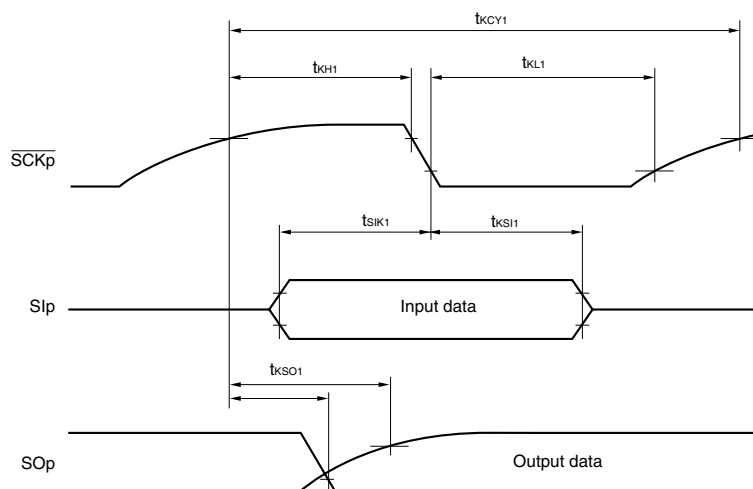 tKCY1
tKH1
tKL1
SCKp
tSIK1
tKSI1
SIp
Input data
tKSO1
SOp
Output data